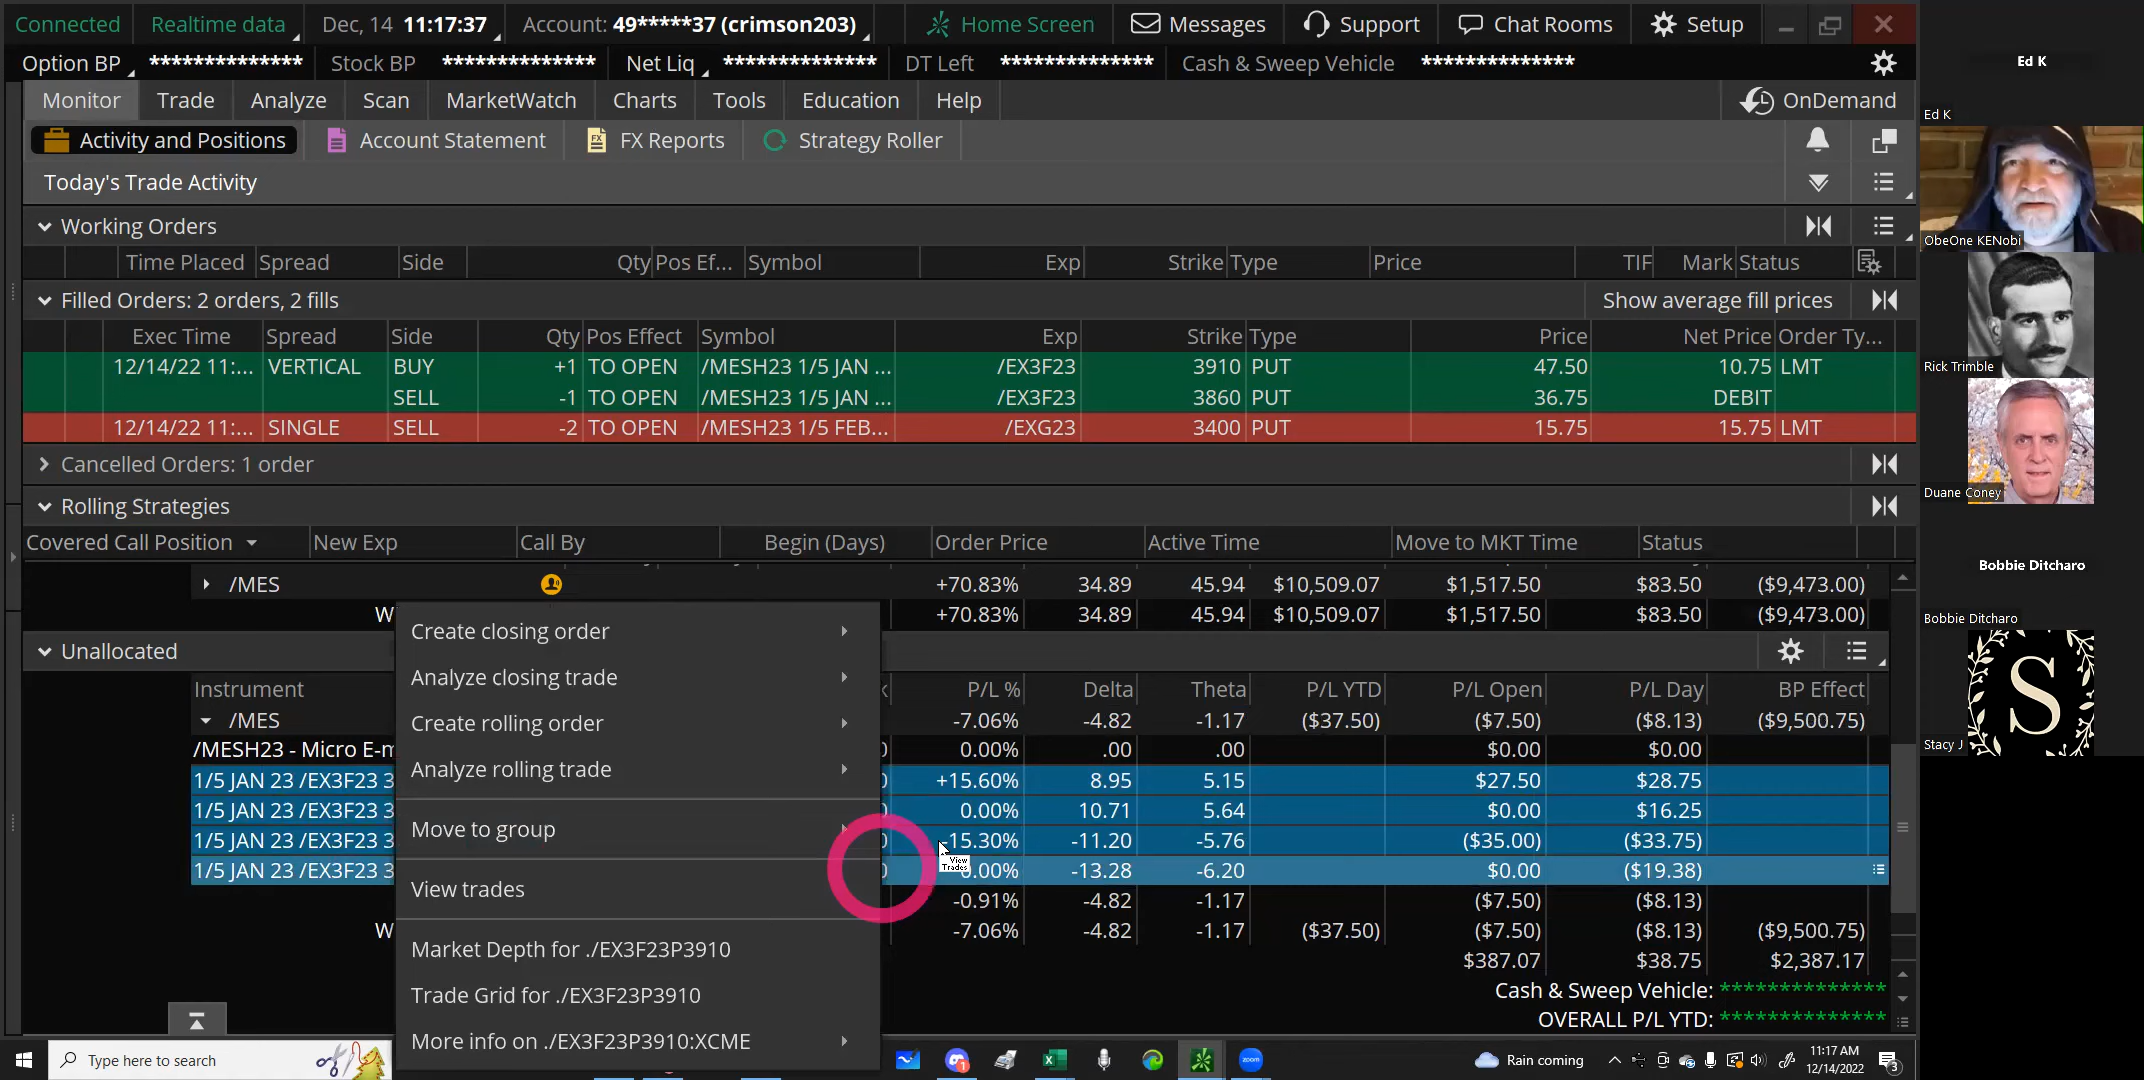 Connected Realtime data Dec, 14 11:17:37 Account: 49*****37 (crimson203) Home Screen Messages Support Chat Rooms Setup
Option BP ************** Stock BP ************** Net Liq ************** DT Left ************** Cash & Sweep Vehicle **************
Monitor Trade Analyze Scan MarketWatch Charts Tools Education Help OnDemand
Activity and Positions Account Statement FX Reports Strategy Roller
Today's Trade Activity
Working Orders
Time Placed Spread Side Qty Pos Ef... Symbol Exp Strike Type Price TIF Mark Status
Filled Orders: 2 orders, 2 fills Show average fill prices
Exec Time Spread Side Qty Pos Effect Symbol Exp Strike Type Price Net Price Order Ty...
12/14/22 11:... VERTICAL BUY +1 TO OPEN /MESH23 1/5 JAN ... /EX3F23 3910 PUT 47.50 10.75 LMT
SELL -1 TO OPEN /MESH23 1/5 JAN ... /EX3F23 3860 PUT 36.75 DEBIT
12/14/22 11:... SINGLE SELL -2 TO OPEN /MESH23 1/5 FEB... /EXG23 3400 PUT 15.75 15.75 LMT
Cancelled Orders: 1 order
Rolling Strategies
Covered Call Position New Exp Call By Begin (Days) Order Price Active Time Move to MKT Time Status
/MES +70.83% 34.89 45.94 $10,509.07 $1,517.50 $83.50 ($9,473.00)
W +70.83% 34.89 45.94 $10,509.07 $1,517.50 $83.50 ($9,473.00)
Unallocated
Instrument P/L % Delta Theta P/L YTD P/L Open P/L Day BP Effect
/MES -7.06% -4.82 -1.17 ($37.50) ($7.50) ($8.13) ($9,500.75)
/MESH23 - Micro E-m 0.00% .00 .00 $0.00 $0.00
1/5 JAN 23 /EX3F23 3 +15.60% 8.95 5.15 $27.50 $28.75
1/5 JAN 23 /EX3F23 3 0.00% 10.71 5.64 $0.00 $16.25
1/5 JAN 23 /EX3F23 3 15.30% -11.20 -5.76 ($35.00) ($33.75)
1/5 JAN 23 /EX3F23 3 0.00% -13.28 -6.20 $0.00 ($19.38)
-0.91% -4.82 -1.17 ($7.50) ($8.13)
W -7.06% -4.82 -1.17 ($37.50) ($7.50) ($8.13) ($9,500.75)
$387.07 $38.75 $2,387.17
Cash & Sweep Vehicle: **************
OVERALL P/L YTD: **************
Create closing order
Analyze closing trade
Create rolling order
Analyze rolling trade
Move to group
View trades
Market Depth for ./EX3F23P3910
Trade Grid for ./EX3F23P3910
More info on ./EX3F23P3910:XCME
View
Trades
Type here to search
Rain coming
11:17 AM
12/14/2022
3
Ed K
Ed K
ObeOne KENobi
Rick Trimble
Duane Coney
Bobbie Ditcharo
Bobbie Ditcharo
S
Stacy J